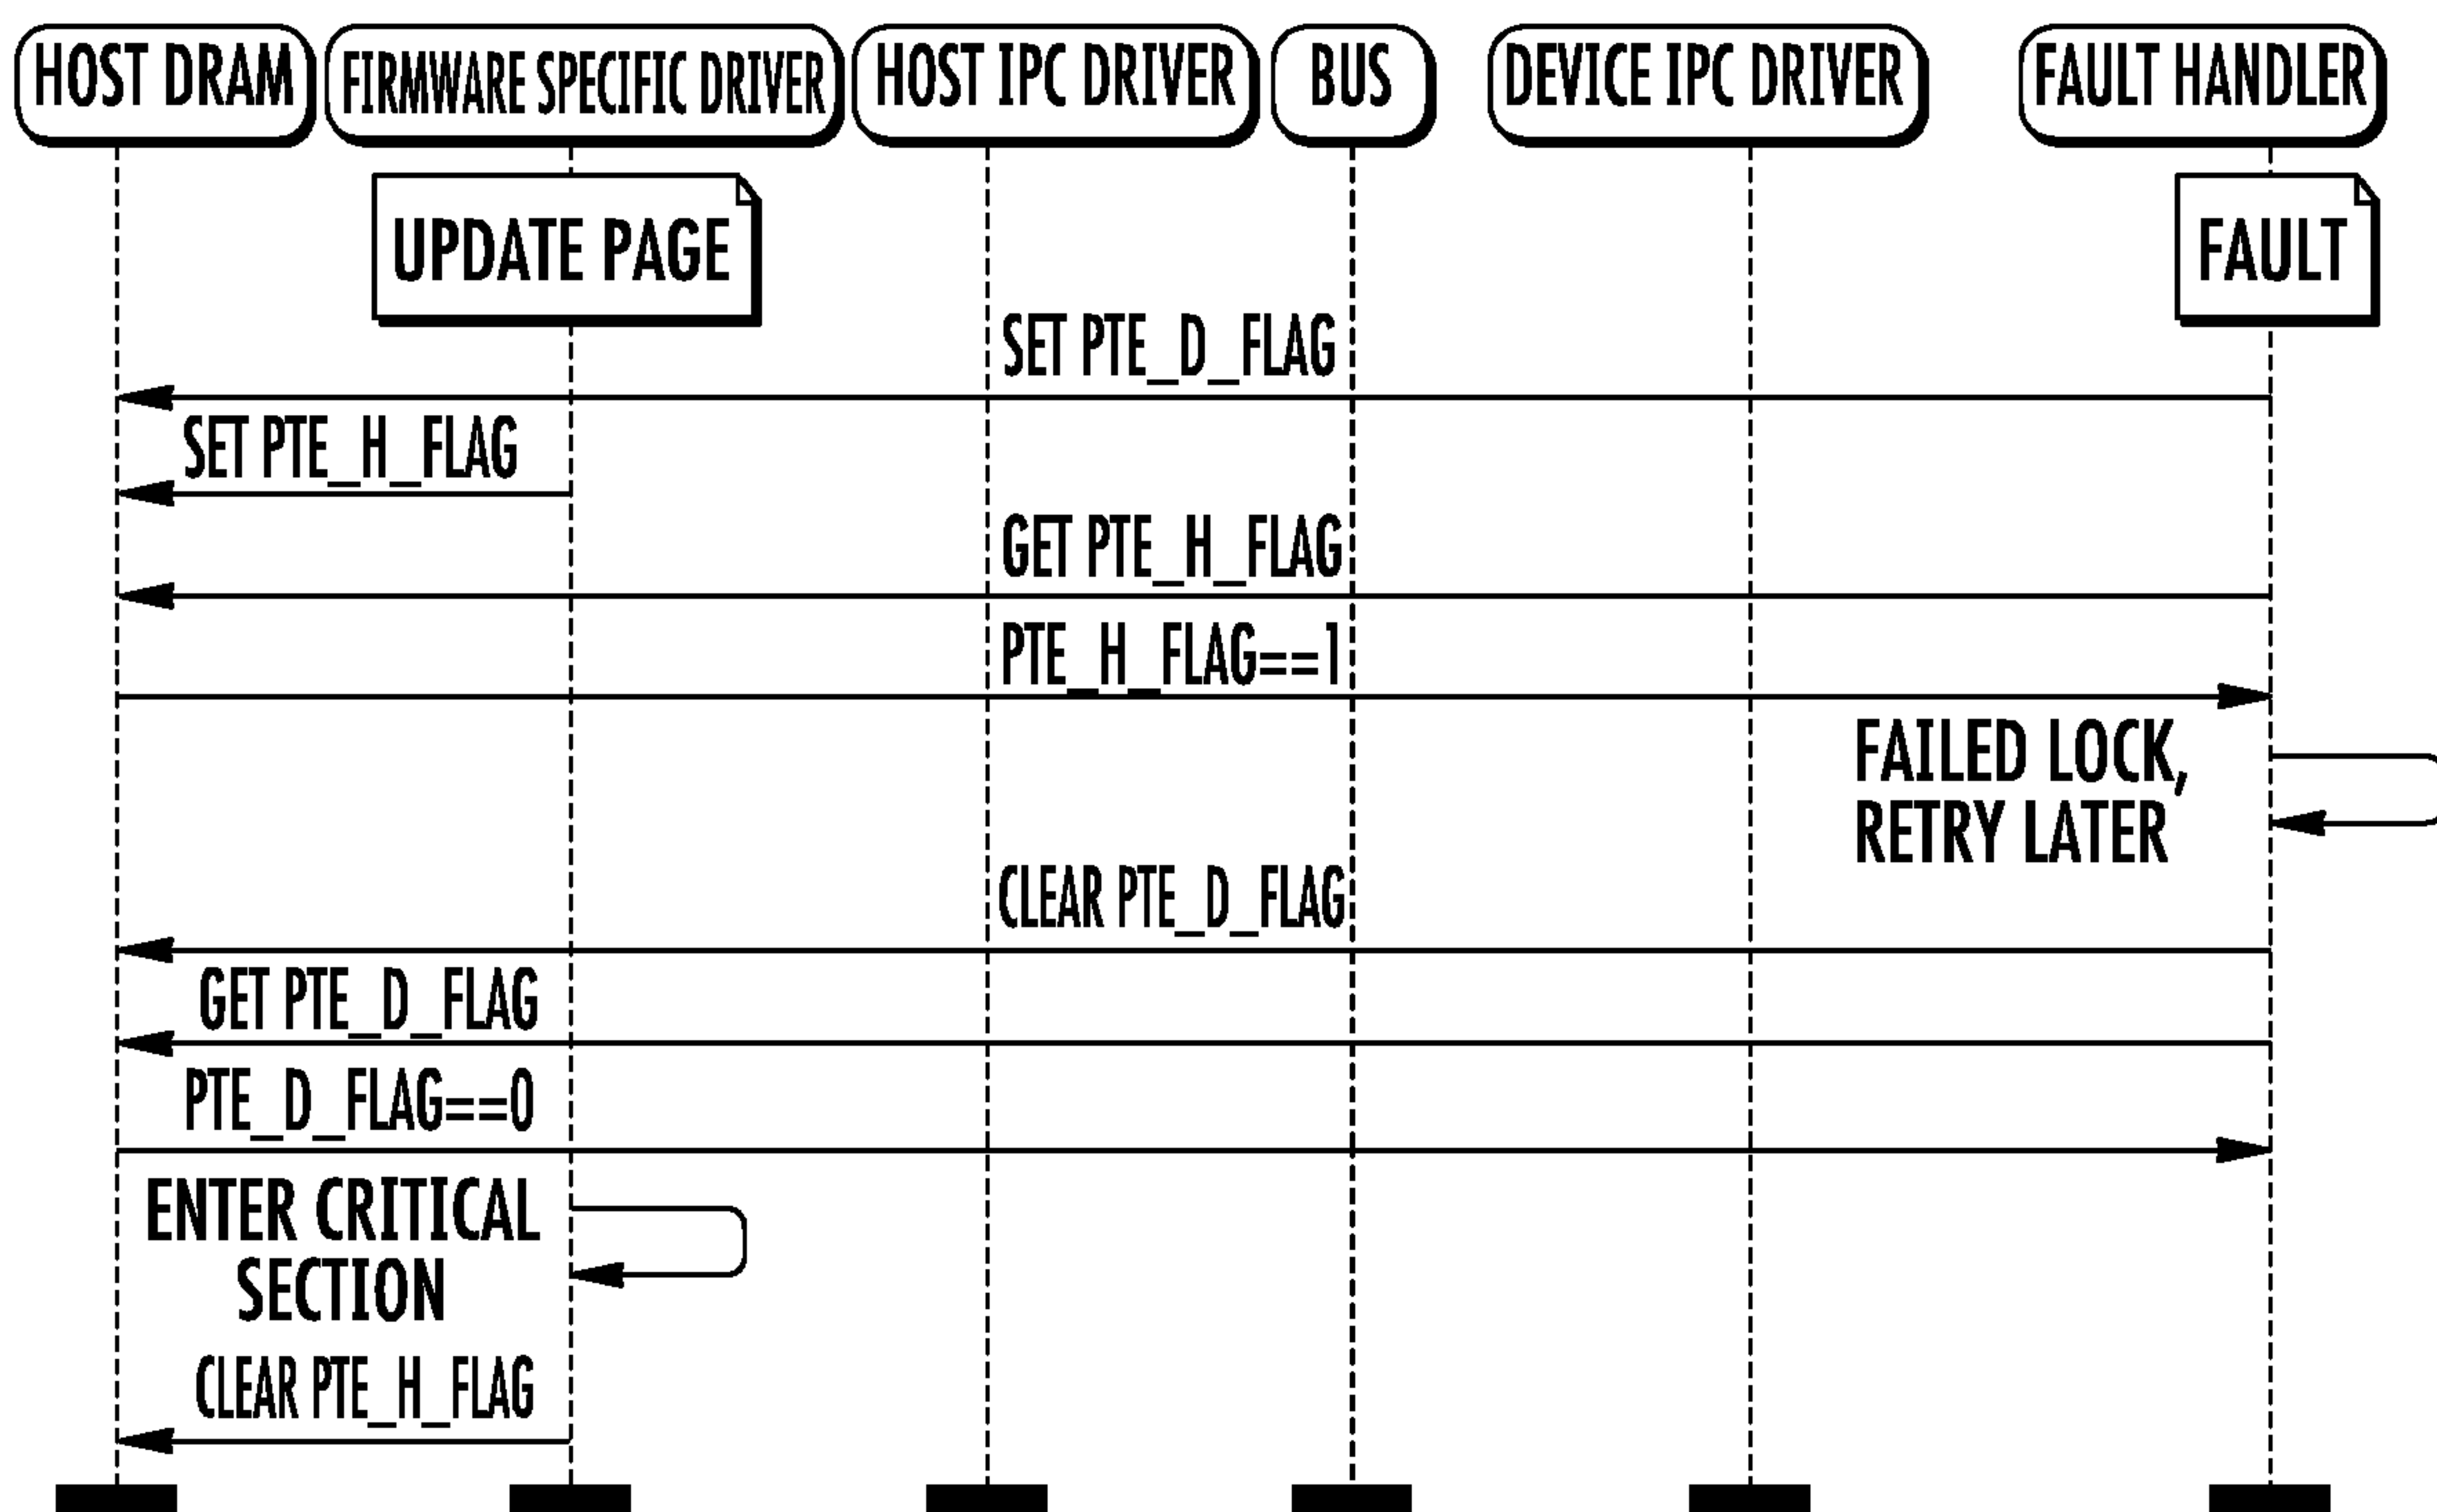 HOST DRAM
FIRMWARE SPECIFIC DRIVER
HOST IPC DRIVER
BUS
DEVICE IPC DRIVER
FAULT HANDLER
UPDATE PAGE
FAULT
SET PTE_D_FLAG
SET PTE_H_FLAG
GET PTE_H_FLAG
PTE_H_FLAG==1
FAILED LOCK,
RETRY LATER
CLEAR PTE_D_FLAG
GET PTE_D_FLAG
PTE_D_FLAG==0
ENTER CRITICAL
SECTION
CLEAR PTE_H_FLAG